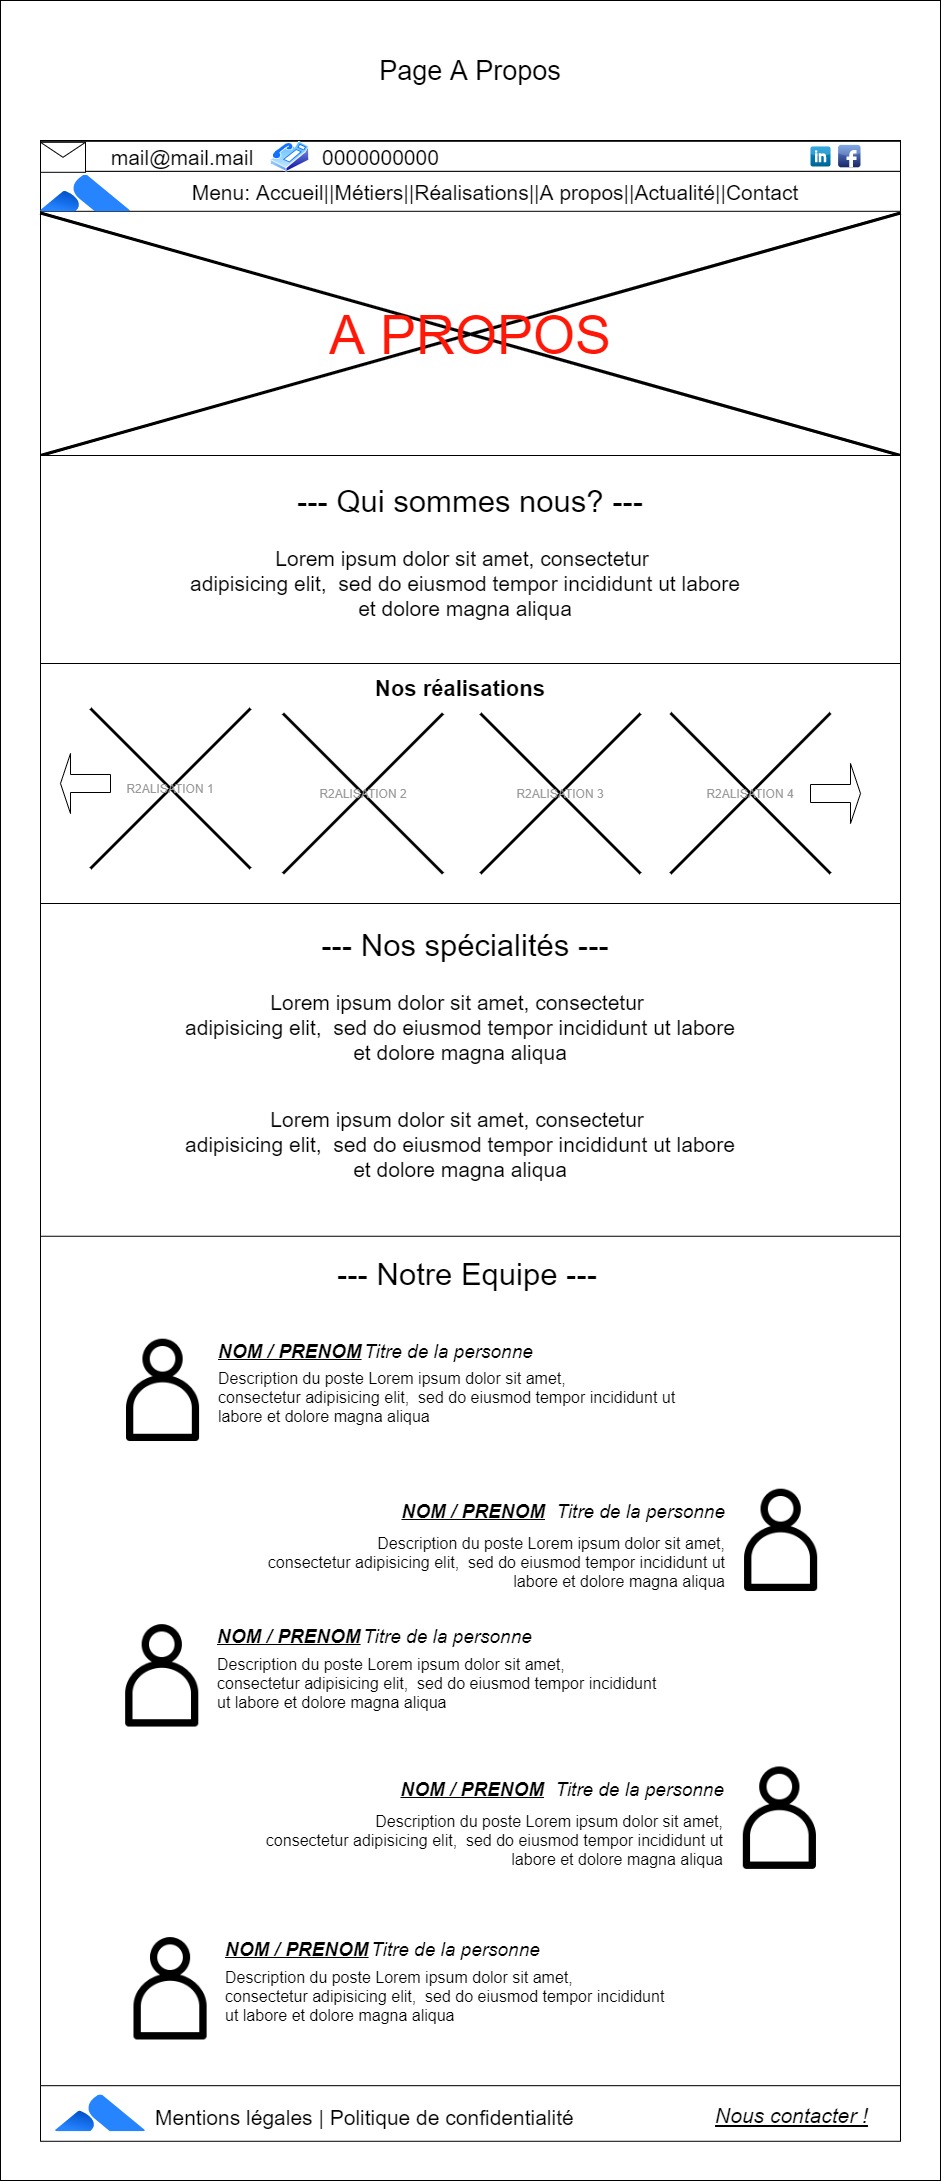 Page A Propos
mail@mail.mail 0000000000 in f
Menu: Accueil||Métiers||Réalisations||A propos||Actualité||Contact
A PROPOS
--- Qui sommes nous? ---
Lorem ipsum dolor sit amet, consectetur
adipisicing elit,  sed do eiusmod tempor incididunt ut labore
et dolore magna aliqua
Nos réalisations
R2ALISATION 1
R2ALISATION 2
R2ALISATION 3
R2ALISATION 4
--- Nos spécialités ---
Lorem ipsum dolor sit amet, consectetur
adipisicing elit,  sed do eiusmod tempor incididunt ut labore
et dolore magna aliqua
Lorem ipsum dolor sit amet, consectetur
adipisicing elit,  sed do eiusmod tempor incididunt ut labore
et dolore magna aliqua
--- Notre Equipe ---
NOM / PRENOM Titre de la personne
Description du poste Lorem ipsum dolor sit amet,
consectetur adipisicing elit,  sed do eiusmod tempor incididunt ut
labore et dolore magna aliqua
NOM / PRENOM  Titre de la personne
Description du poste Lorem ipsum dolor sit amet,
consectetur adipisicing elit,  sed do eiusmod tempor incididunt ut
labore et dolore magna aliqua
NOM / PRENOM Titre de la personne
Description du poste Lorem ipsum dolor sit amet,
consectetur adipisicing elit,  sed do eiusmod tempor incididunt
ut labore et dolore magna aliqua
NOM / PRENOM  Titre de la personne
Description du poste Lorem ipsum dolor sit amet,
consectetur adipisicing elit,  sed do eiusmod tempor incididunt ut
labore et dolore magna aliqua
NOM / PRENOM Titre de la personne
Description du poste Lorem ipsum dolor sit amet,
consectetur adipisicing elit,  sed do eiusmod tempor incididunt
ut labore et dolore magna aliqua
Mentions légales | Politique de confidentialité
Nous contacter !